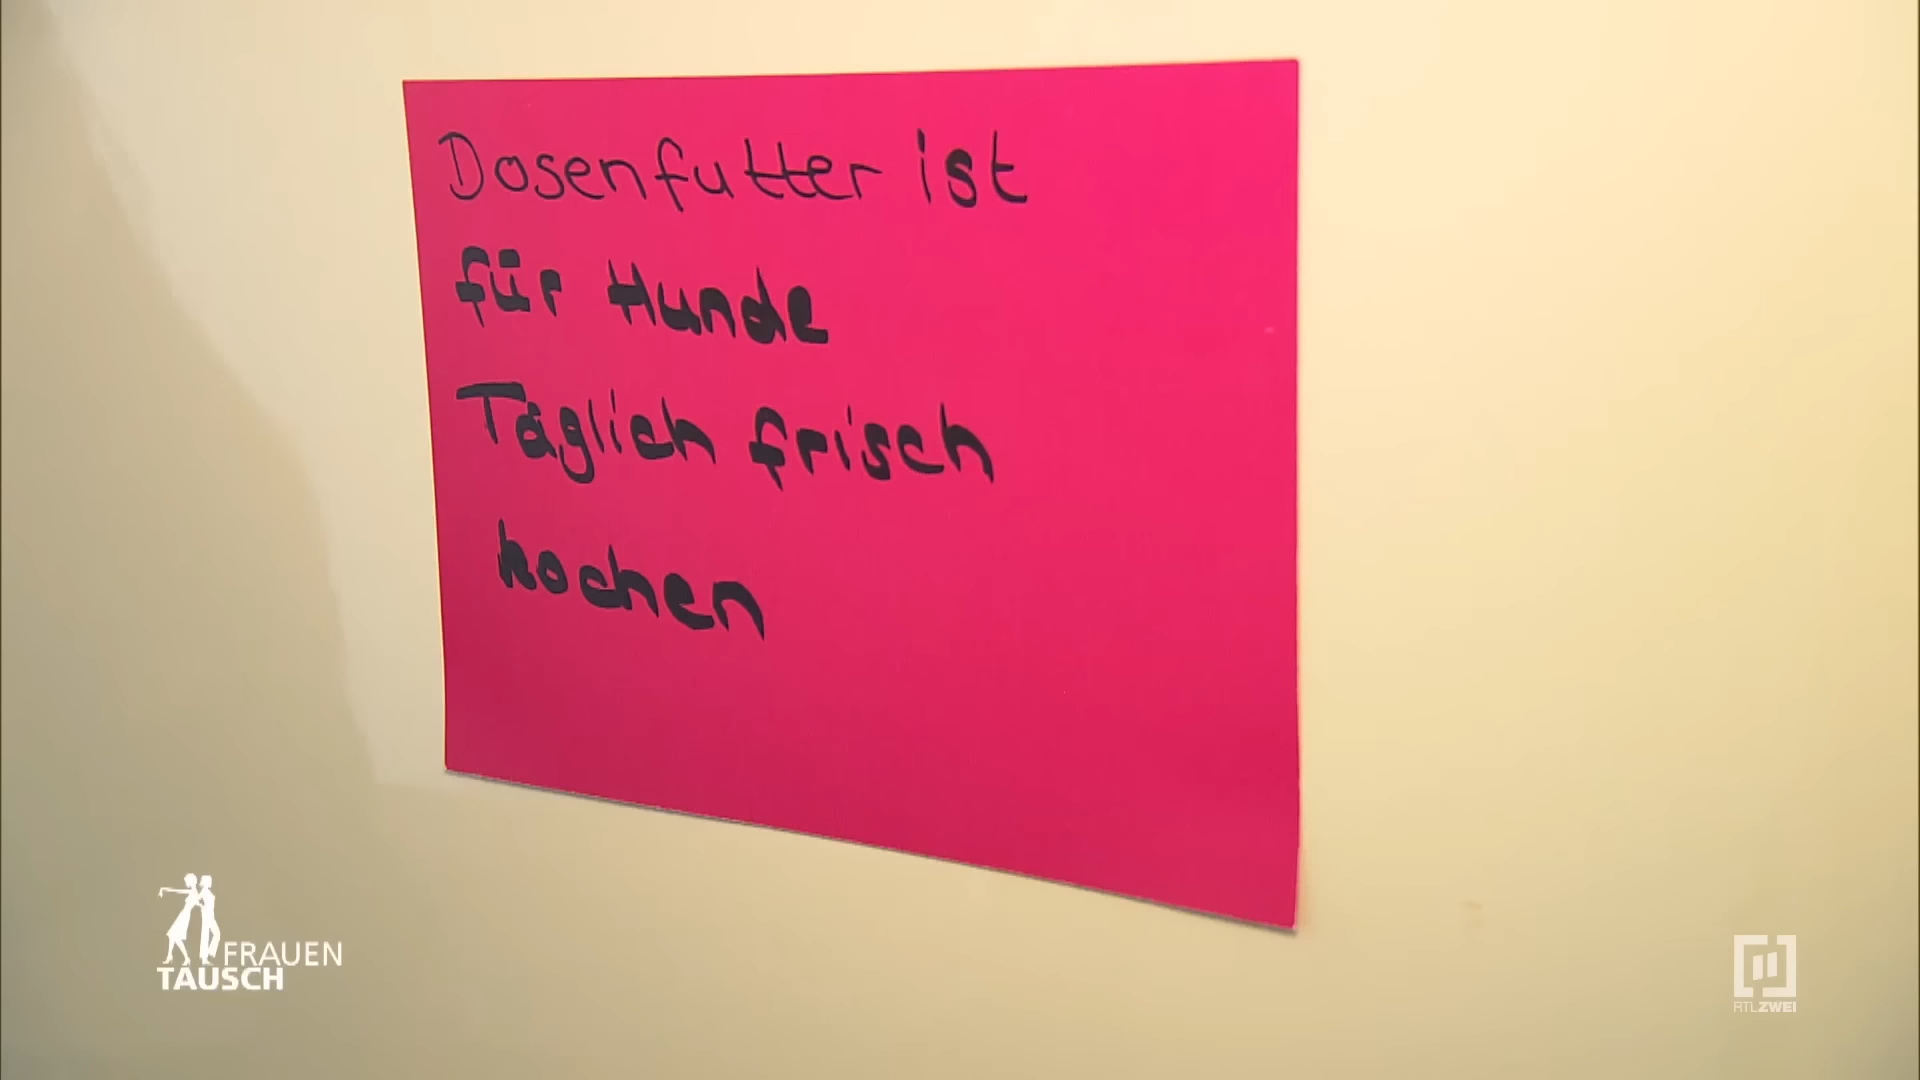 Dosenfutter ist
für Hunde
Täglich frisch
kochen
FRAUEN
TAUSCH
RTLZWEI